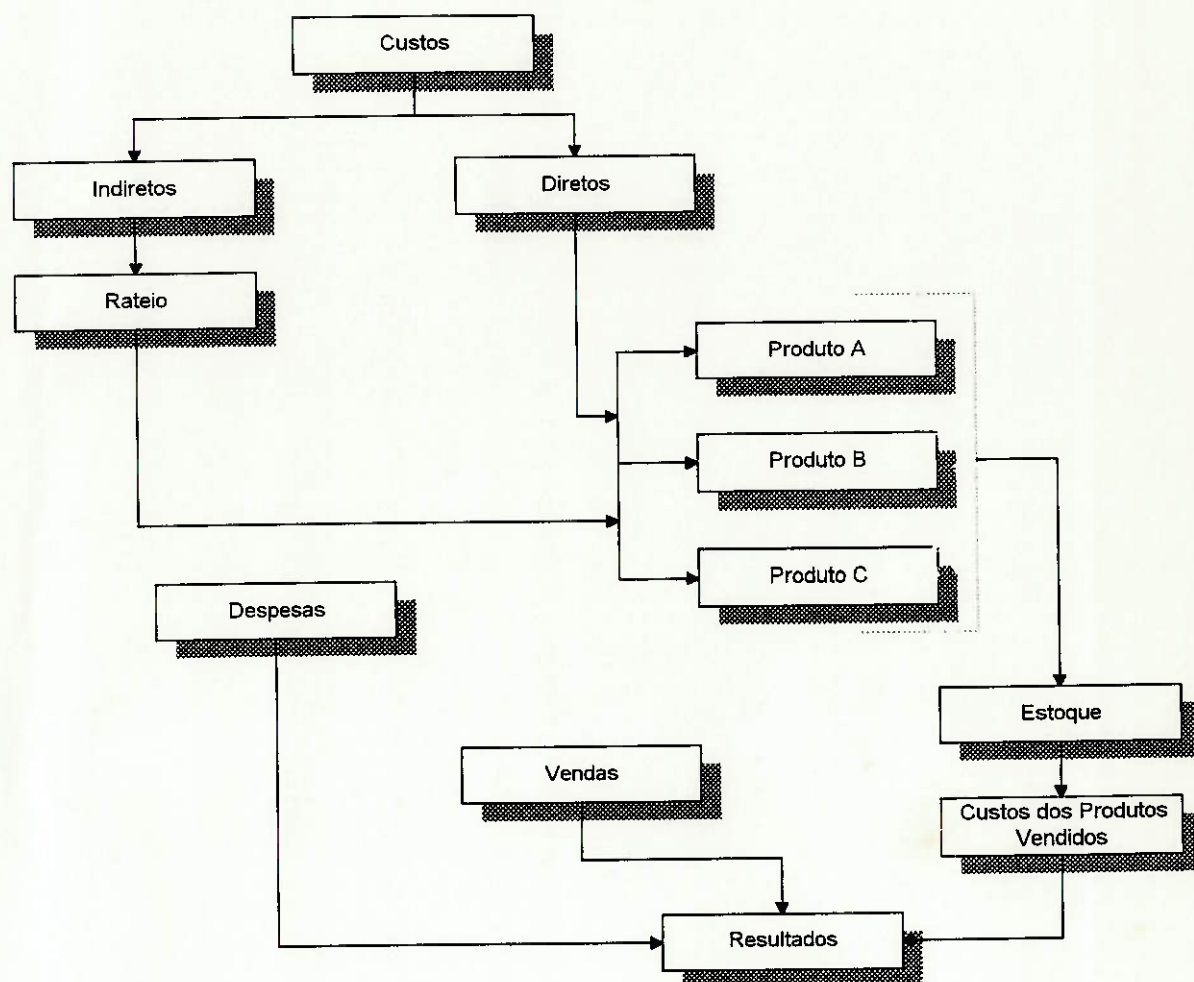 Custos
Indiretos
Diretos
Rateio
Produto A
Produto B
Produto C
Despesas
Estoque
Vendas
Custos dos Produtos
Vendidos
Resultados